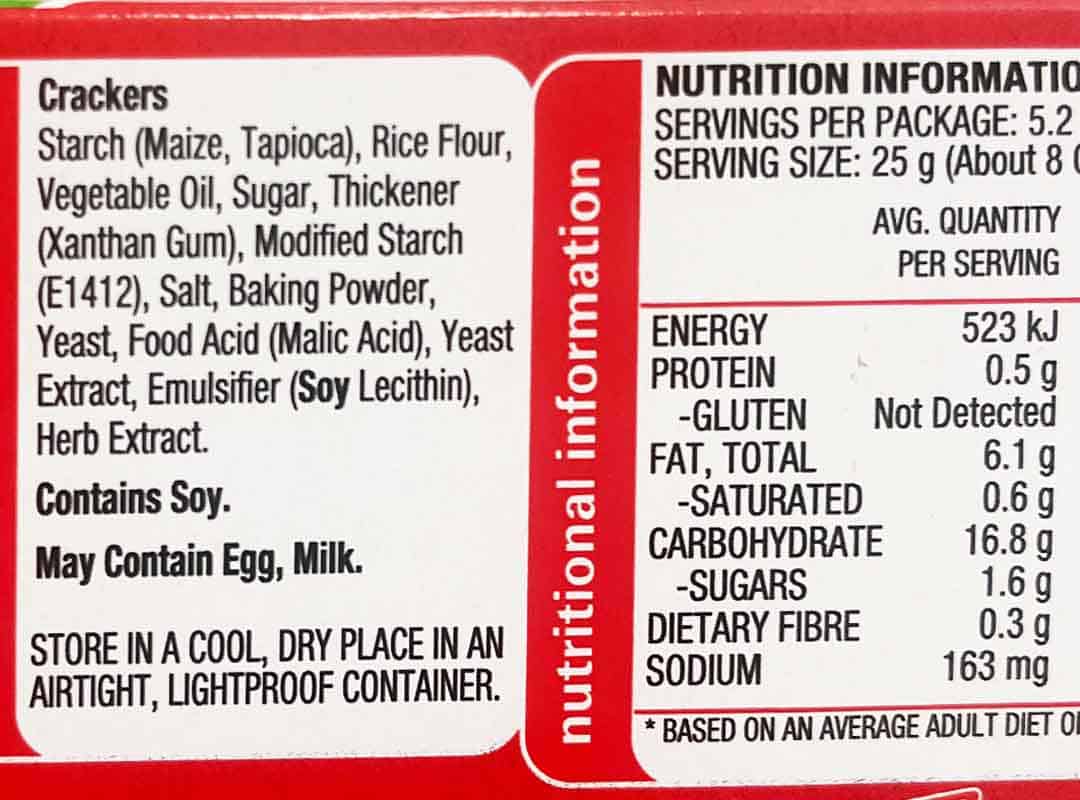 Crackers
Starch (Maize, Tapioca), Rice Flour,
Vegetable Oil, Sugar, Thickener
(Xanthan Gum), Modified Starch
(E1412), Salt, Baking Powder,
Yeast, Food Acid (Malic Acid), Yeast
Extract, Emulsifier (Soy Lecithin),
Herb Extract.
Contains Soy.
May Contain Egg, Milk.
STORE IN A COOL, DRY PLACE IN AN
AIRTIGHT, LIGHTPROOF CONTAINER.
nutritional information
NUTRITION INFORMATIO
SERVINGS PER PACKAGE: 5.2
SERVING SIZE: 25 g (About 8
AVG. QUANTITY
PER SERVING
ENERGY 523 kJ
PROTEIN 0.5 g
-GLUTEN Not Detected
FAT, TOTAL 6.1 g
-SATURATED 0.6 g
CARBOHYDRATE 16.8 g
-SUGARS 1.6 g
DIETARY FIBRE 0.3 g
SODIUM 163 mg
* BASED ON AN AVERAGE ADULT DIET